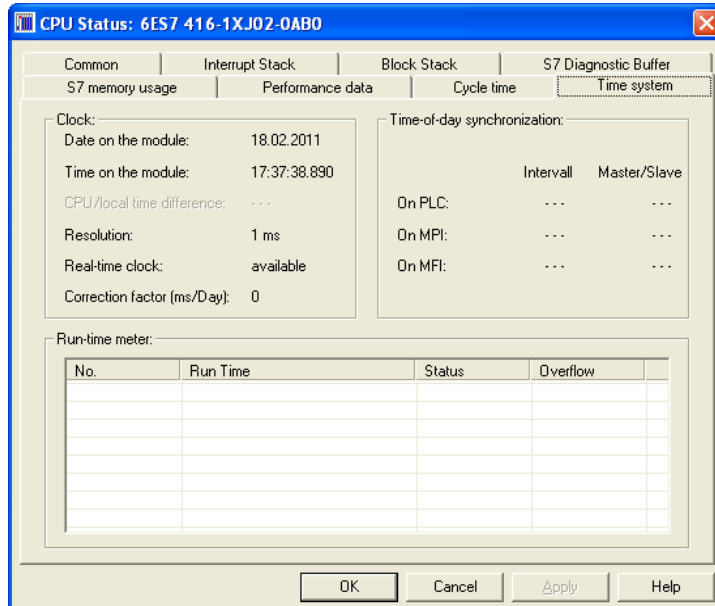 CPU Status: 6ES7 416-1XJ02-0AB0
Common Interrupt Stack Block Stack S7 Diagnostic Buffer
S7 memory usage Performance data Cycle time Time system
Clock:
Date on the module: 18.02.2011
Time on the module: 17:37:38.890
CPU/local time difference: - - -
Resolution: 1 ms
Real-time clock: available
Correction factor (ms/Day): 0
Time-of-day synchronization:
Intervall Master/Slave
On PLC: - - - - - -
On MPI: - - - - - -
On MFI: - - - - - -
Run-time meter:
No. Run Time Status Overflow
OK Cancel Apply Help